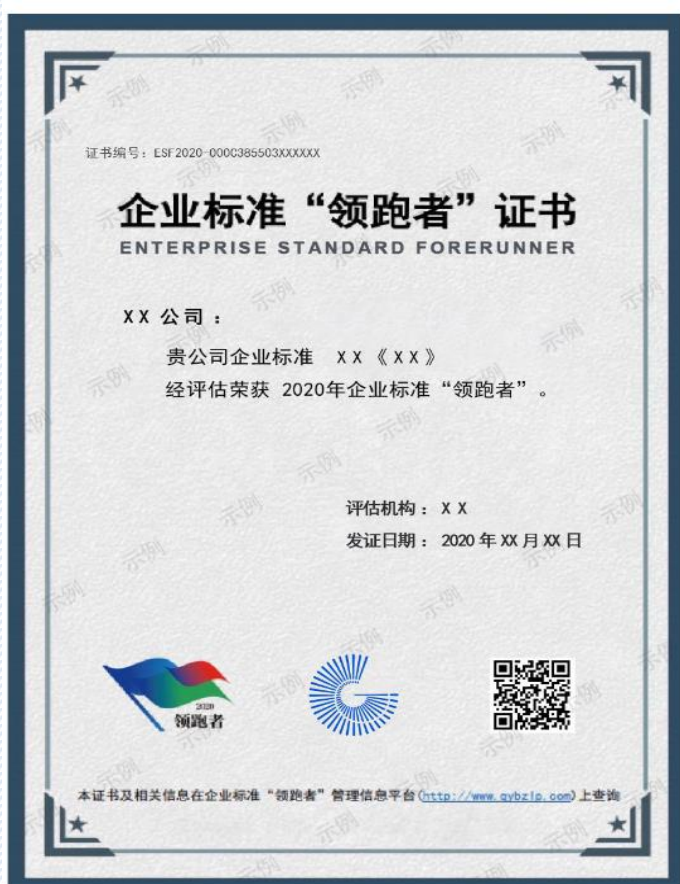 证书编号：ESF2020-0000385503XXXXXX
企业标准“领跑者”证书
ENTERPRISE STANDARD FORERUNNER
XX 公司：
贵公司企业标准 XX《XX》
经评估荣获 2020年企业标准“领跑者”。
评估机构：XX
发证日期：2020 年 XX 月 XX 日
2020
领跑者
本证书及相关信息在企业标准“领跑者”管理信息平台(http://www.qybzlp.com)上查询
示例